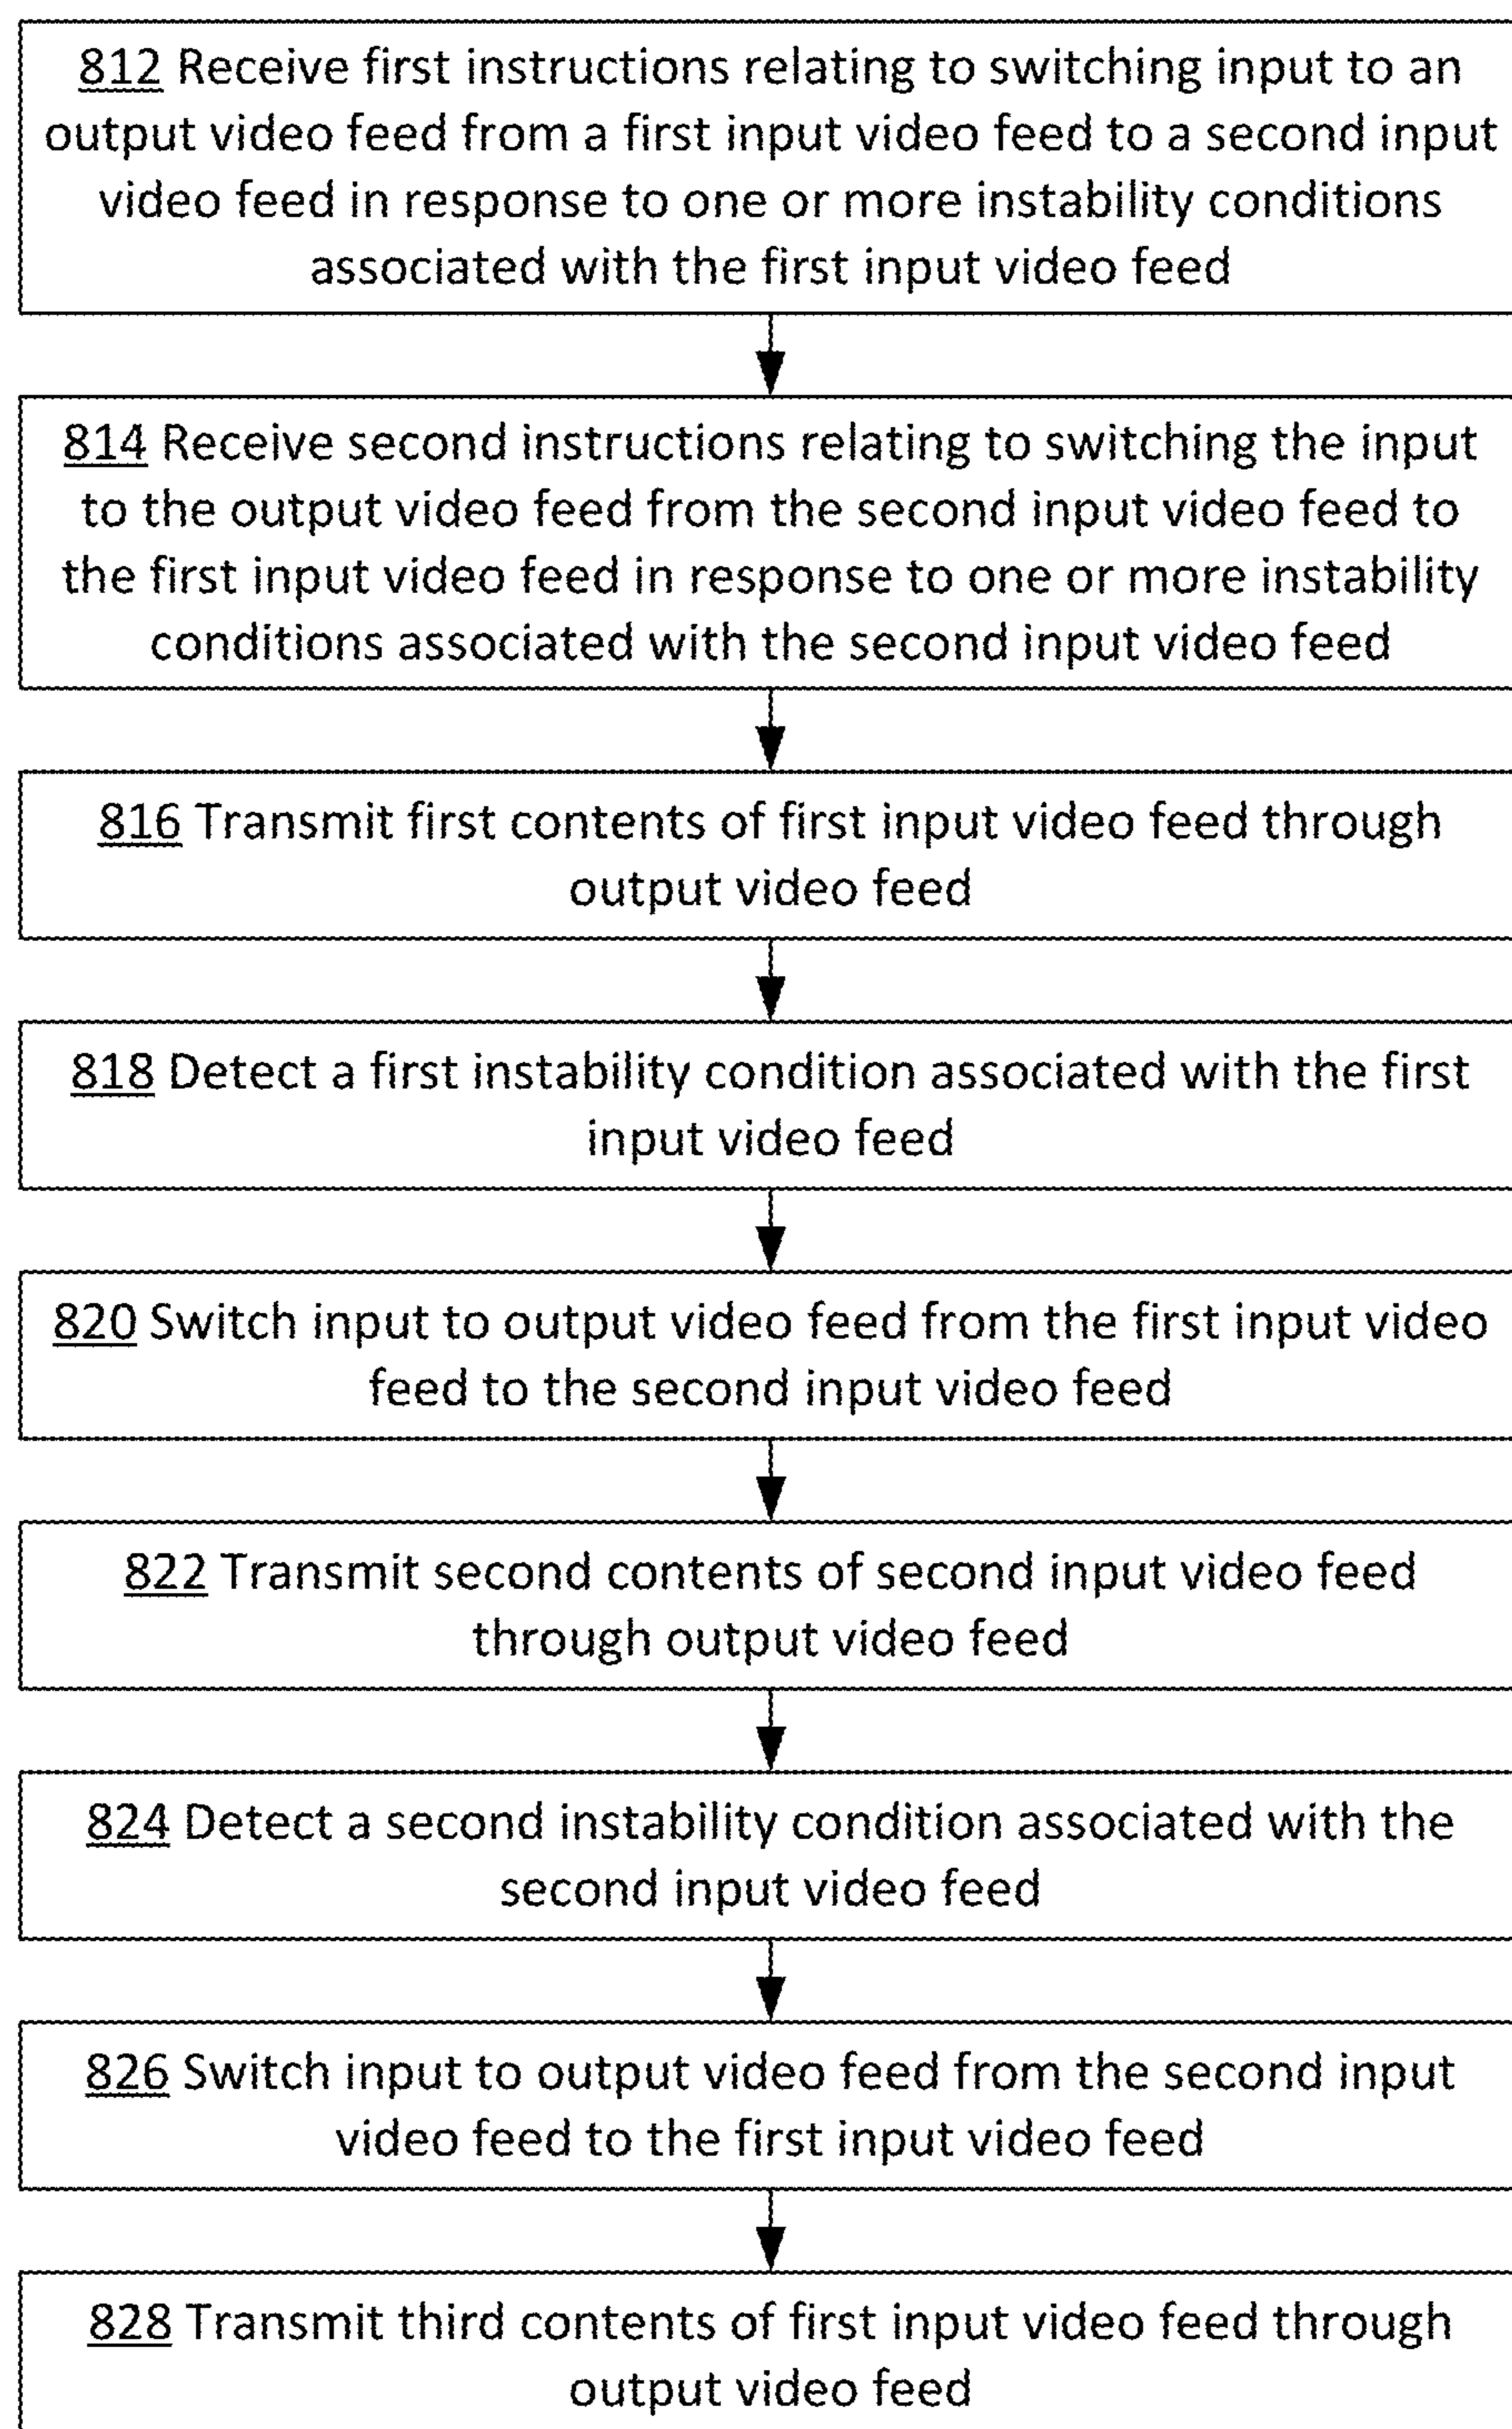 812 Receive first instructions relating to switching input to an
output video feed from a first input video feed to a second input
video feed in response to one or more instability conditions
associated with the first input video feed
814 Receive second instructions relating to switching the input
to the output video feed from the second input video feed to
the first input video feed in response to one or more instability
conditions associated with the second input video feed
816 Transmit first contents of first input video feed through
output video feed
818 Detect a first instability condition associated with the first
input video feed
820 Switch input to output video feed from the first input video
feed to the second input video feed
822 Transmit second contents of second input video feed
through output video feed
824 Detect a second instability condition associated with the
second input video feed
826 Switch input to output video feed from the second input
video feed to the first input video feed
828 Transmit third contents of first input video feed through
output video feed